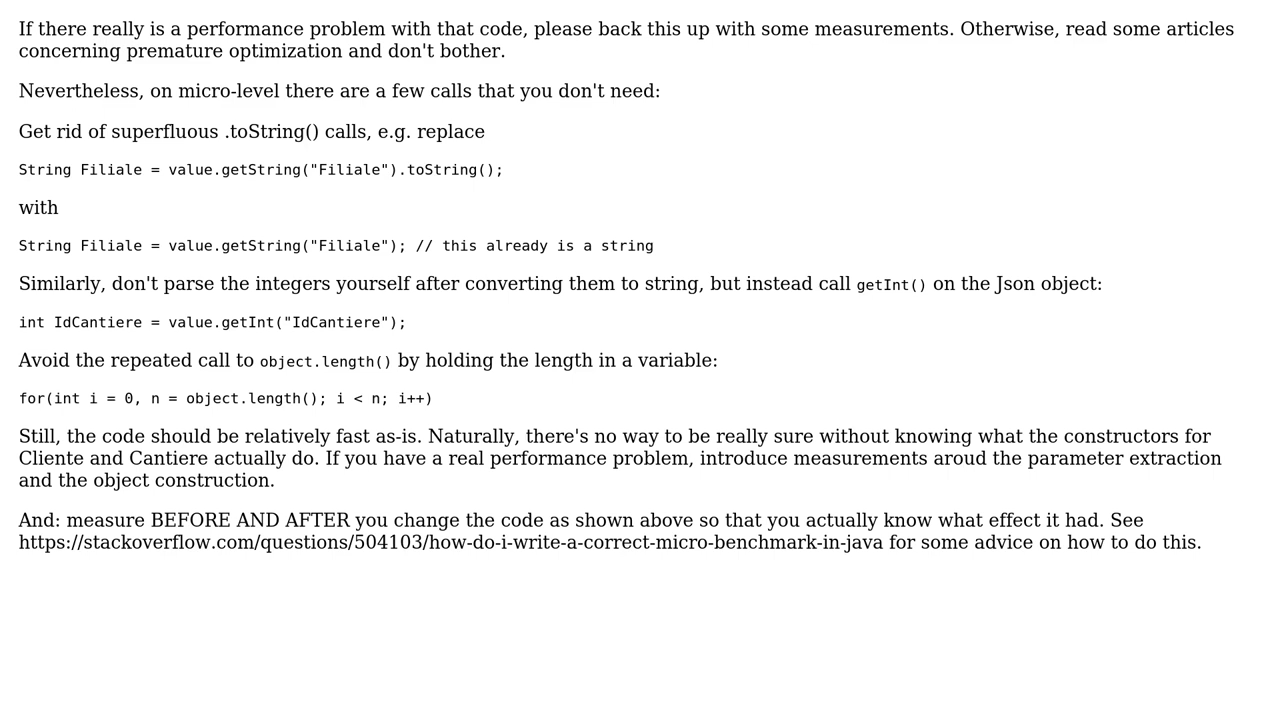 If there really is a performance problem with that code, please back this up with some measurements. Otherwise, read some articles
concerning premature optimization and don't bother.
Nevertheless, on micro-level there are a few calls that you don't need:
Get rid of superfluous .toString() calls, e.g. replace
String Filiale = value.getString("Filiale").toString();
with
String Filiale = value.getString("Filiale"); // this already is a string
Similarly, don't parse the integers yourself after converting them to string, but instead call getInt() on the Json object:
int IdCantiere = value.getInt("IdCantiere");
Avoid the repeated call to object.length() by holding the length in a variable:
for(int i = 0, n = object.length(); i < n; i++)
Still, the code should be relatively fast as-is. Naturally, there's no way to be really sure without knowing what the constructors for
Cliente and Cantiere actually do. If you have a real performance problem, introduce measurements aroud the parameter extraction
and the object construction.
And: measure BEFORE AND AFTER you change the code as shown above so that you actually know what effect it had. See
https://stackoverflow.com/questions/504103/how-do-i-write-a-correct-micro-benchmark-in-java for some advice on how to do this.